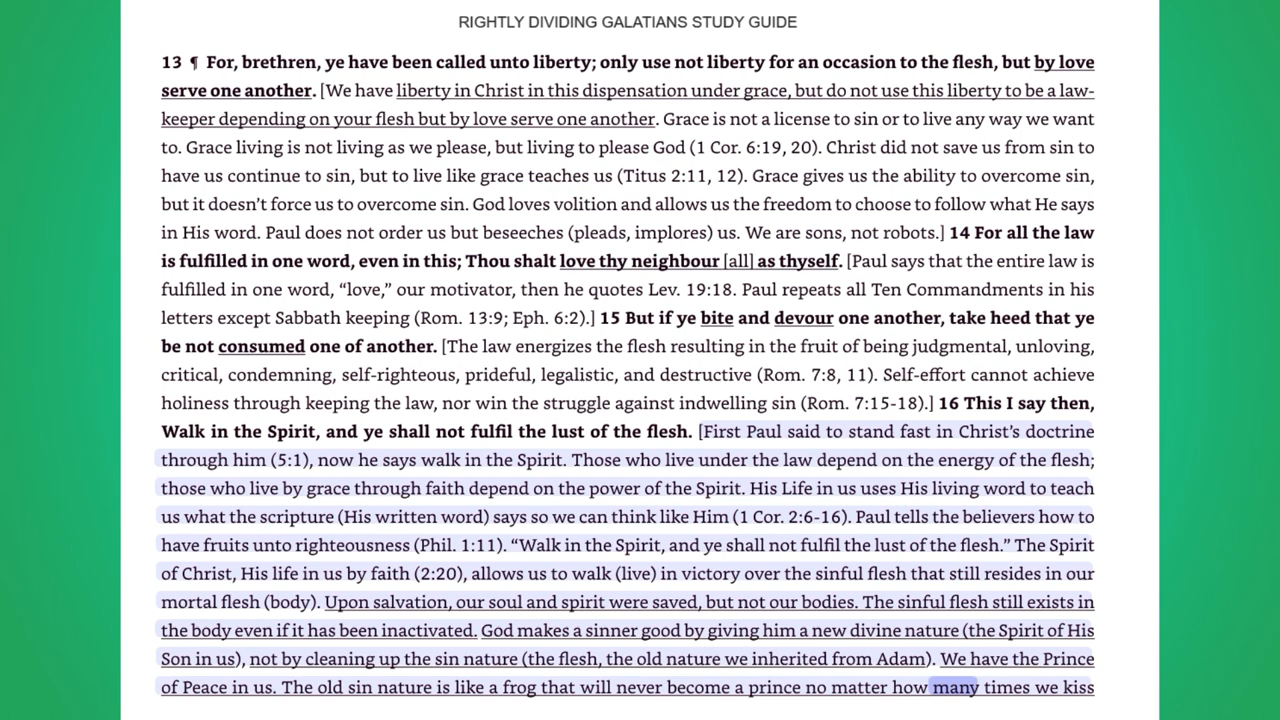 RIGHTLY DIVIDING GALATIANS STUDY GUIDE
13 ¶ For, brethren, ye have been called unto liberty; only use not liberty for an occasion to the flesh, but by love
serve one another. [We have liberty in Christ in this dispensation under grace, but do not use this liberty to be a law-
keeper depending on your flesh but by love serve one another. Grace is not a license to sin or to live any way we want
to. Grace living is not living as we please, but living to please God (1 Cor. 6:19, 20). Christ did not save us from sin to
have us continue to sin, but to live like grace teaches us (Titus 2:11, 12). Grace gives us the ability to overcome sin,
but it doesn’t force us to overcome sin. God loves volition and allows us the freedom to choose to follow what He says
in His word. Paul does not order us but beseeches (pleads, implores) us. We are sons, not robots.] 14 For all the law
is fulfilled in one word, even in this; Thou shalt love thy neighbour [all] as thyself. [Paul says that the entire law is
fulfilled in one word, “love,” our motivator, then he quotes Lev. 19:18. Paul repeats all Ten Commandments in his
letters except Sabbath keeping (Rom. 13:9; Eph. 6:2).] 15 But if ye bite and devour one another, take heed that ye
be not consumed one of another. [The law energizes the flesh resulting in the fruit of being judgmental, unloving,
critical, condemning, self-righteous, prideful, legalistic, and destructive (Rom. 7:8, 11). Self-effort cannot achieve
holiness through keeping the law, nor win the struggle against indwelling sin (Rom. 7:15-18).] 16 This I say then,
Walk in the Spirit, and ye shall not fulfil the lust of the flesh. [First Paul said to stand fast in Christ’s doctrine
through him (5:1), now he says walk in the Spirit. Those who live under the law depend on the energy of the flesh;
those who live by grace through faith depend on the power of the Spirit. His Life in us uses His living word to teach
us what the scripture (His written word) says so we can think like Him (1 Cor. 2:6-16). Paul tells the believers how to
have fruits unto righteousness (Phil. 1:11). “Walk in the Spirit, and ye shall not fulfil the lust of the flesh.” The Spirit
of Christ, His life in us by faith (2:20), allows us to walk (live) in victory over the sinful flesh that still resides in our
mortal flesh (body). Upon salvation, our soul and spirit were saved, but not our bodies. The sinful flesh still exists in
the body even if it has been inactivated. God makes a sinner good by giving him a new divine nature (the Spirit of His
Son in us), not by cleaning up the sin nature (the flesh, the old nature we inherited from Adam). We have the Prince
of Peace in us. The old sin nature is like a frog that will never become a prince no matter how many times we kiss